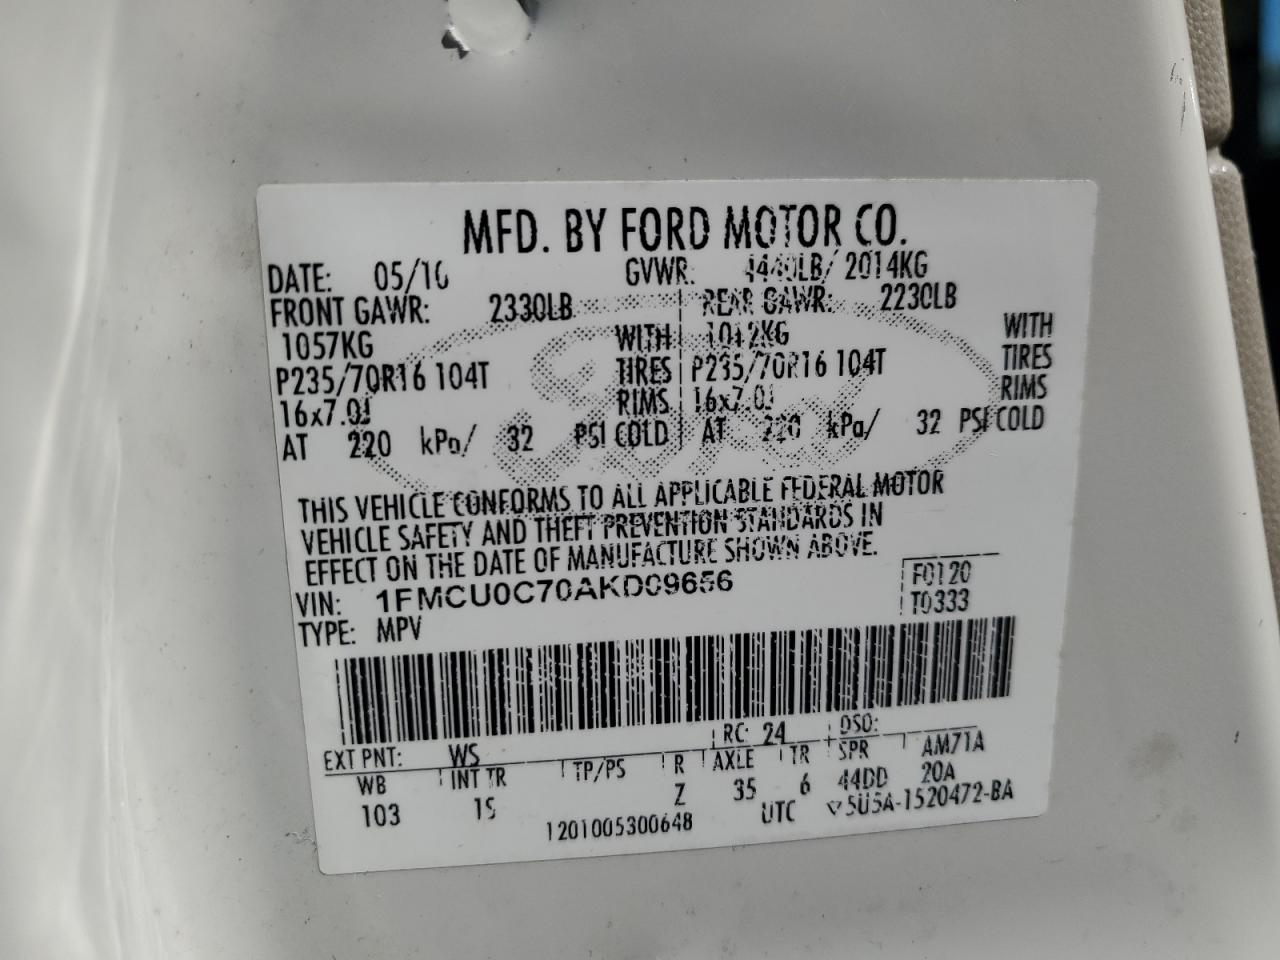 MFD. BY FORD MOTOR CO.
DATE: 05/10 GVWR: 4440LB/ 2014KG
FRONT GAWR: 2330LB REAR GAWR: 2230LB
1057KG WITH 1012KG WITH
P235/70R16 104T TIRES P235/70R16 104T TIRES
16x7.0J RIMS 16x7.0J RIMS
AT 220 kPa/ 32 PSI COLD AT 220 kPa/ 32 PSI COLD
THIS VEHICLE CONFORMS TO ALL APPLICABLE FEDERAL MOTOR
VEHICLE SAFETY AND THEFT PREVENTION STANDARDS IN
EFFECT ON THE DATE OF MANUFACTURE SHOWN ABOVE.
VIN: 1FMCU0C70AKD09656 F0120
TYPE: MPV T0333
EXT PNT: WS RC: 24 DSO:
WB INT TR TP/PS R AXLE TR SPR AM71A
103 1S Z 35 6 44DD 20A
1201005300648 UTC ▽5U5A-1520472-BA